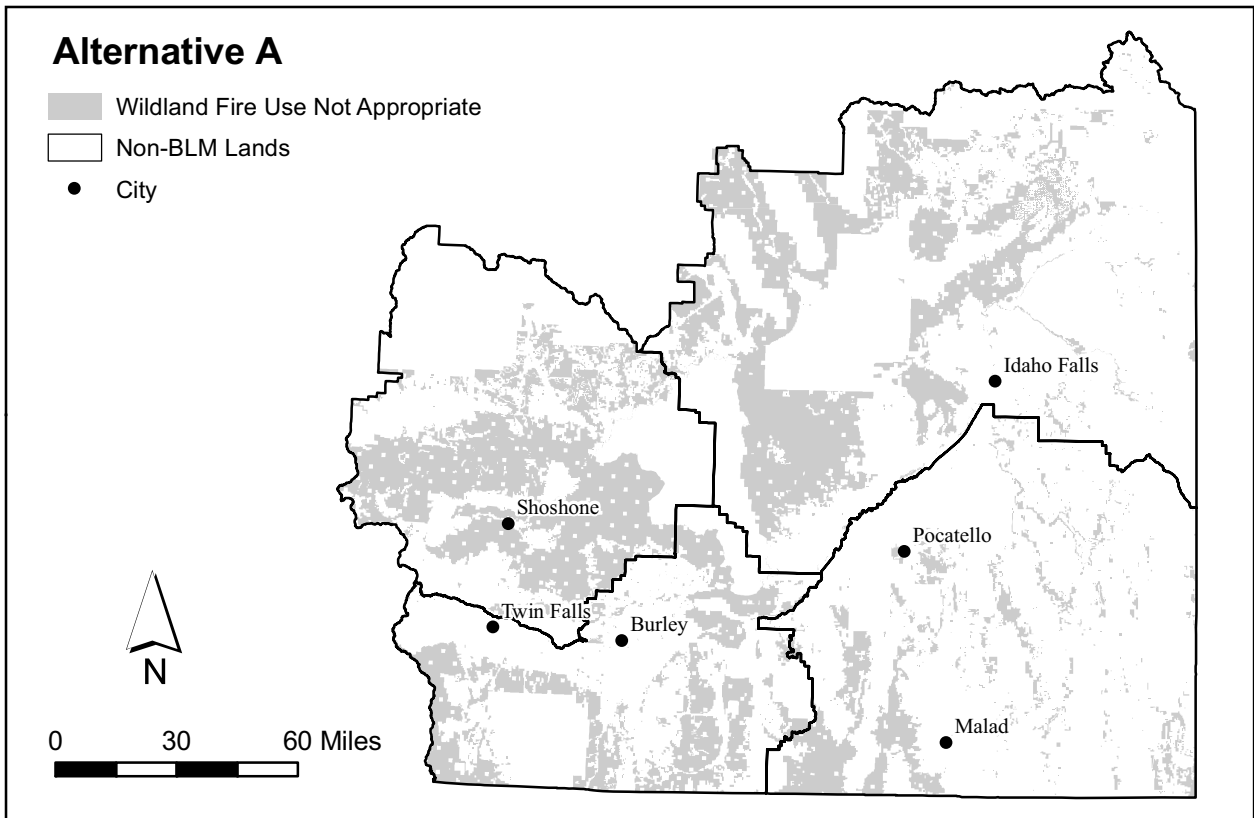 Alternative A
Wildland Fire Use Not Appropriate
Non-BLM Lands
City
Idaho Falls
Shoshone
Pocatello
Twin Falls
Burley
N
Malad
0 30 60 Miles